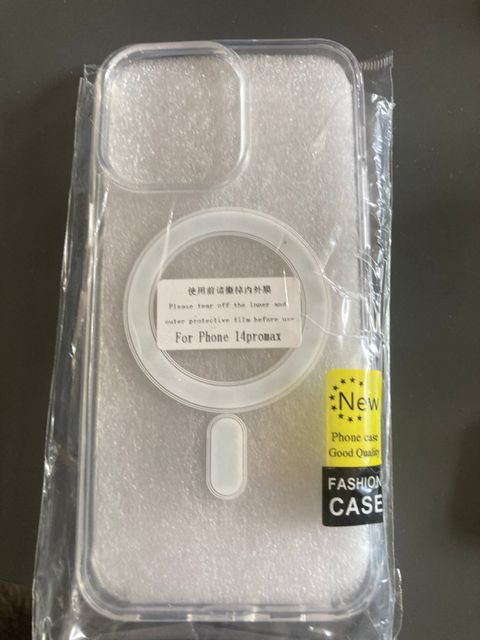 使用前请撕掉内外膜
Please tear off the inner and
outer protective film before use
For Phone 14promax
New
Phone case
Good Quality
FASHION
CASE